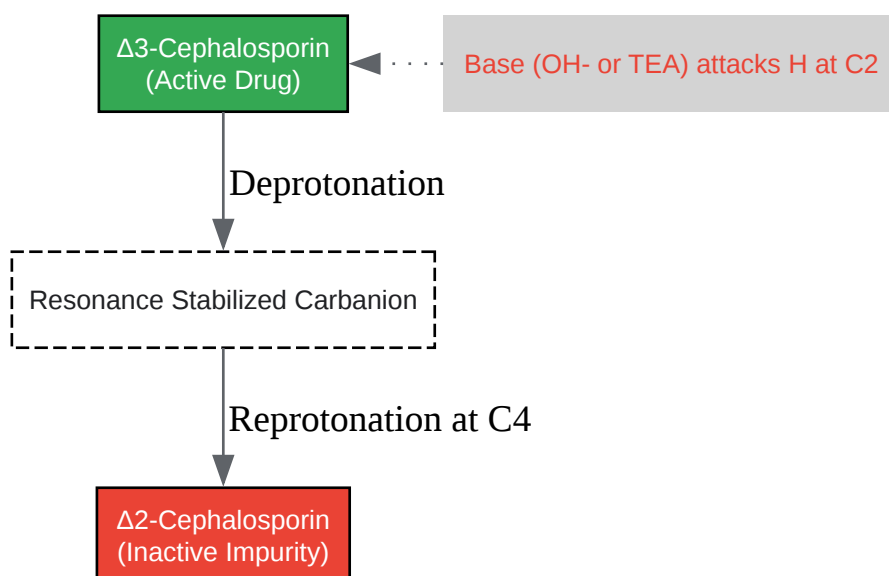 Δ3-Cephalosporin
(Active Drug)
Base (OH- or TEA) attacks H at C2
Deprotonation
Resonance Stabilized Carbanion
Reprotonation at C4
Δ2-Cephalosporin
(Inactive Impurity)